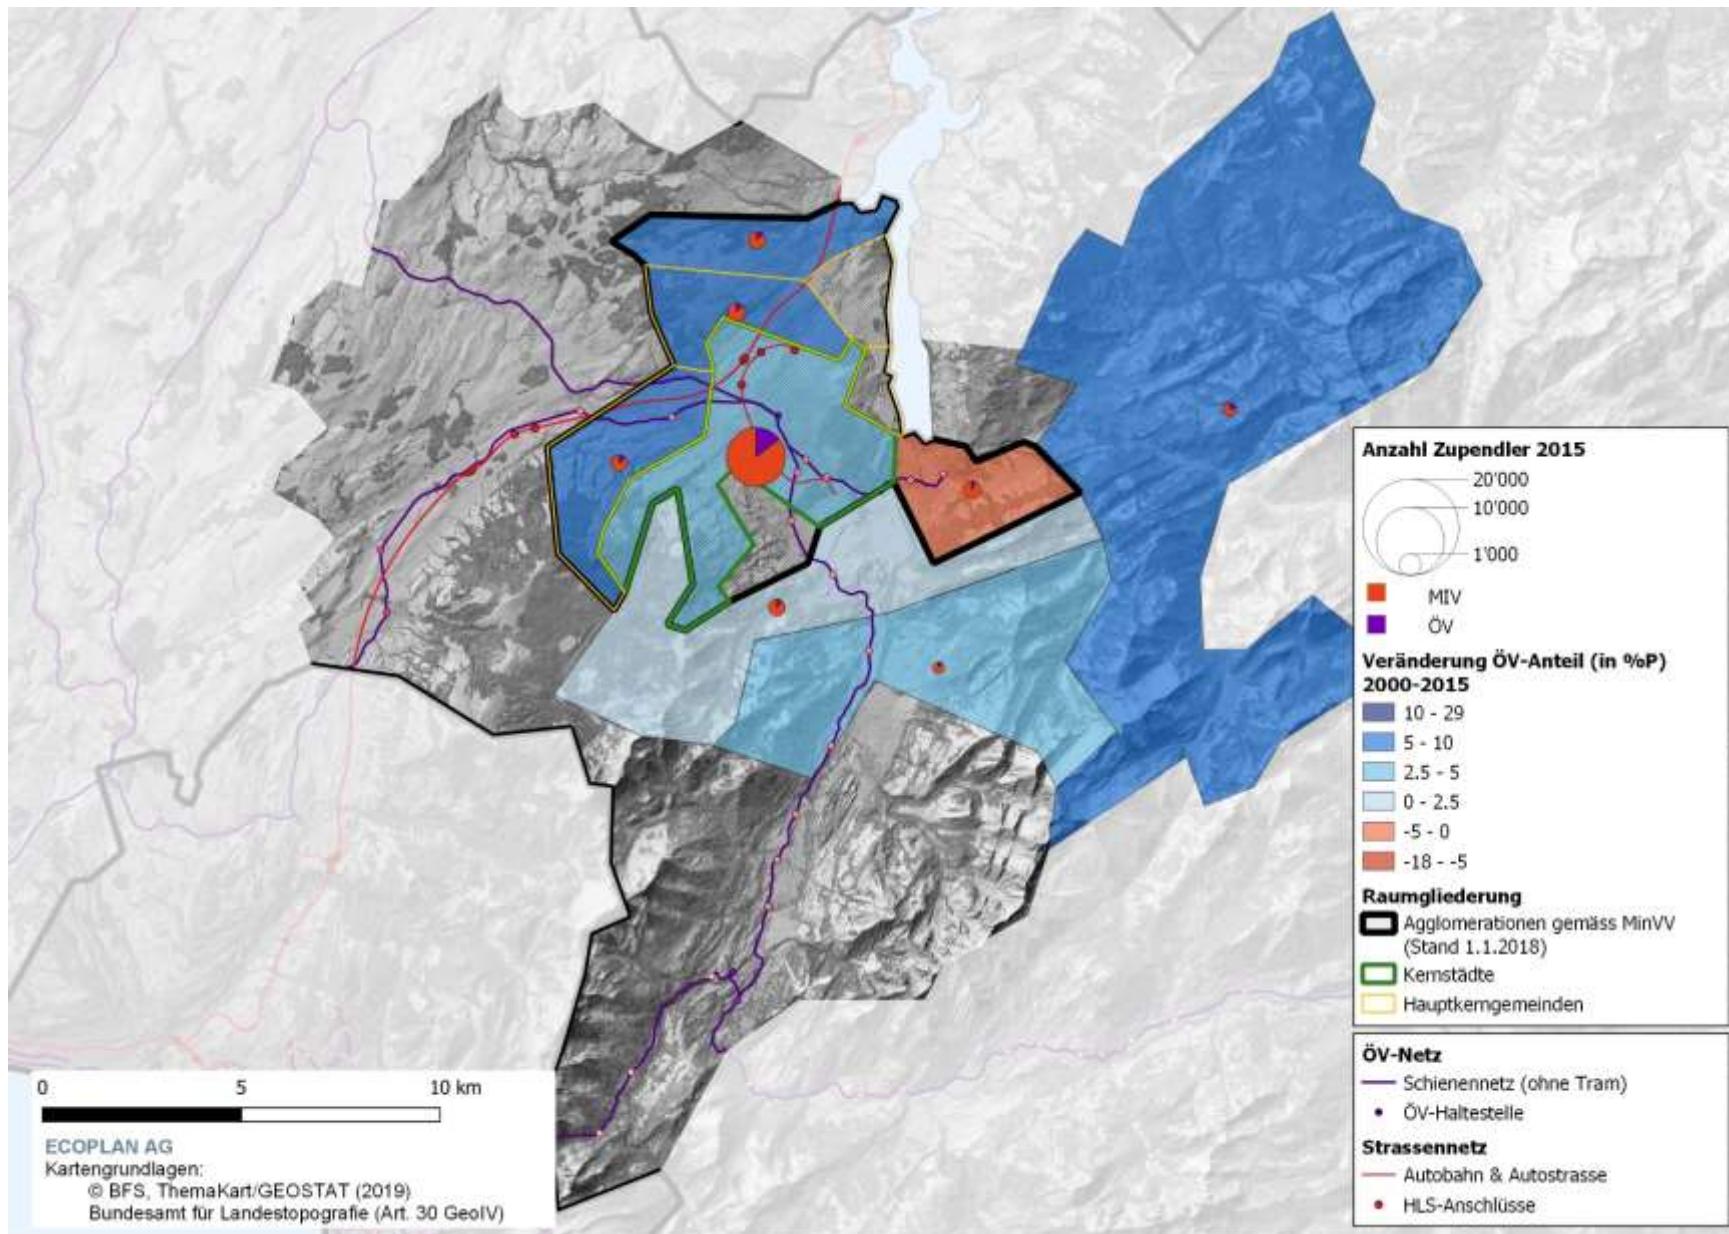 Anzahl Zupendler 2015
20'000
10'000
1'000
MIV
ÖV
Veränderung ÖV-Anteil (in %P)
2000-2015
10 - 29
5 - 10
2.5 - 5
0 - 2.5
-5 - 0
-18 - -5
Raumgliederung
Agglomerationen gemäss MinVV
(Stand 1.1.2018)
Kernstädte
Hauptkerngemeinden
ÖV-Netz
Schienennetz (ohne Tram)
ÖV-Haltestelle
Strassennetz
Autobahn & Autostrasse
HLS-Anschlüsse
0 5 10 km
ECOPLAN AG
Kartengrundlagen:
© BFS, ThemaKart/GEOSTAT (2019)
Bundesamt für Landestopografie (Art. 30 GeoIV)